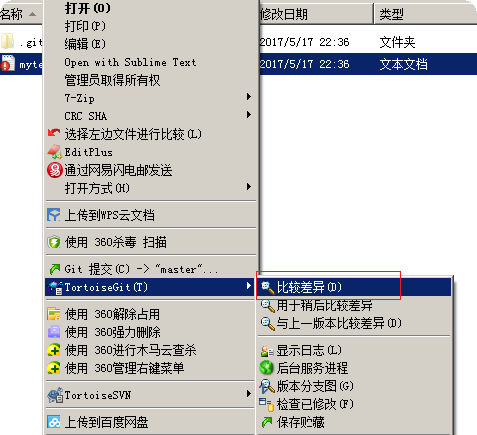 名称 修改日期 类型
.git 2017/5/17 22:36 文件夹
myte 2017/5/17 22:36 文本文档
打开(O)
打印(P)
编辑(E)
Open with Sublime Text
管理员取得所有权
7-Zip
CRC SHA
选择左边文件进行比较(L)
EditPlus
通过网易闪电邮发送
打开方式(H)
上传到WPS云文档
使用 360杀毒 扫描
Git 提交(C) -> "master"...
TortoiseGit(T)
使用 360解除占用
使用 360强力删除
使用 360进行木马云查杀
使用 360管理右键菜单
TortoiseSVN
上传到百度网盘
比较差异(D)
用于稍后比较差异
与上一版本比较差异(D)
显示日志(L)
后台服务进程
版本分支图(G)
检查已修改(F)
保存贮藏